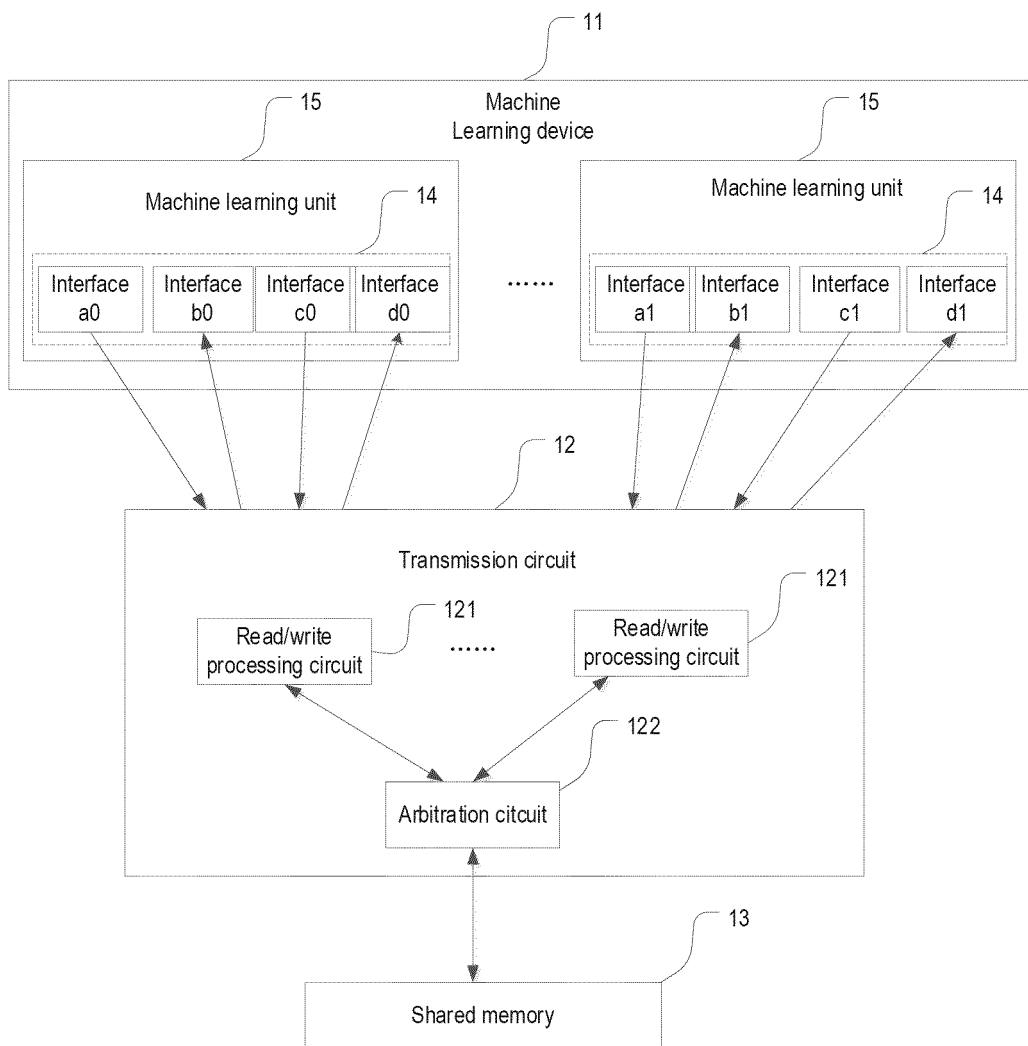 11
15
Machine
Learning device
15
Machine learning unit
14
Machine learning unit
14
Interface
a0
Interface
b0
Interface
c0
Interface
d0
......
Interface
a1
Interface
b1
Interface
c1
Interface
d1
12
Transmission circuit
121
121
Read/write
processing circuit
......
Read/write
processing circuit
122
Arbitration citcuit
13
Shared memory